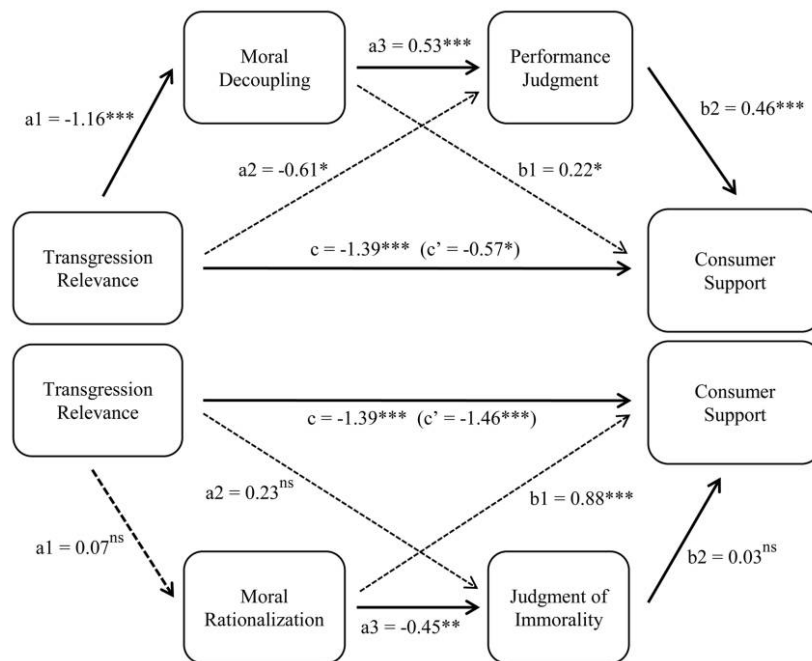 Moral
Decoupling
a3 = 0.53***
Performance
Judgment
a1 = -1.16***
a2 = -0.61*
b1 = 0.22*
b2 = 0.46***
Transgression
Relevance
c = -1.39*** (c’ = -0.57*)
Consumer
Support
Transgression
Relevance
c = -1.39*** (c’ = -1.46***)
Consumer
Support
a1 = 0.07ns
a2 = 0.23ns
b1 = 0.88***
b2 = 0.03ns
Moral
Rationalization
a3 = -0.45**
Judgment of
Immorality